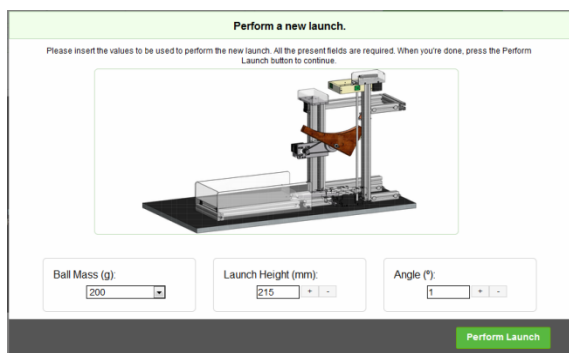 Perform a new launch.
Please insert the values to be used to perform the new launch. All the present fields are required. When you're done, press the Perform
Launch button to continue.
Ball Mass (g):
200
Launch Height (mm):
215
+ -
Angle (º):
1
+ -
Perform Launch